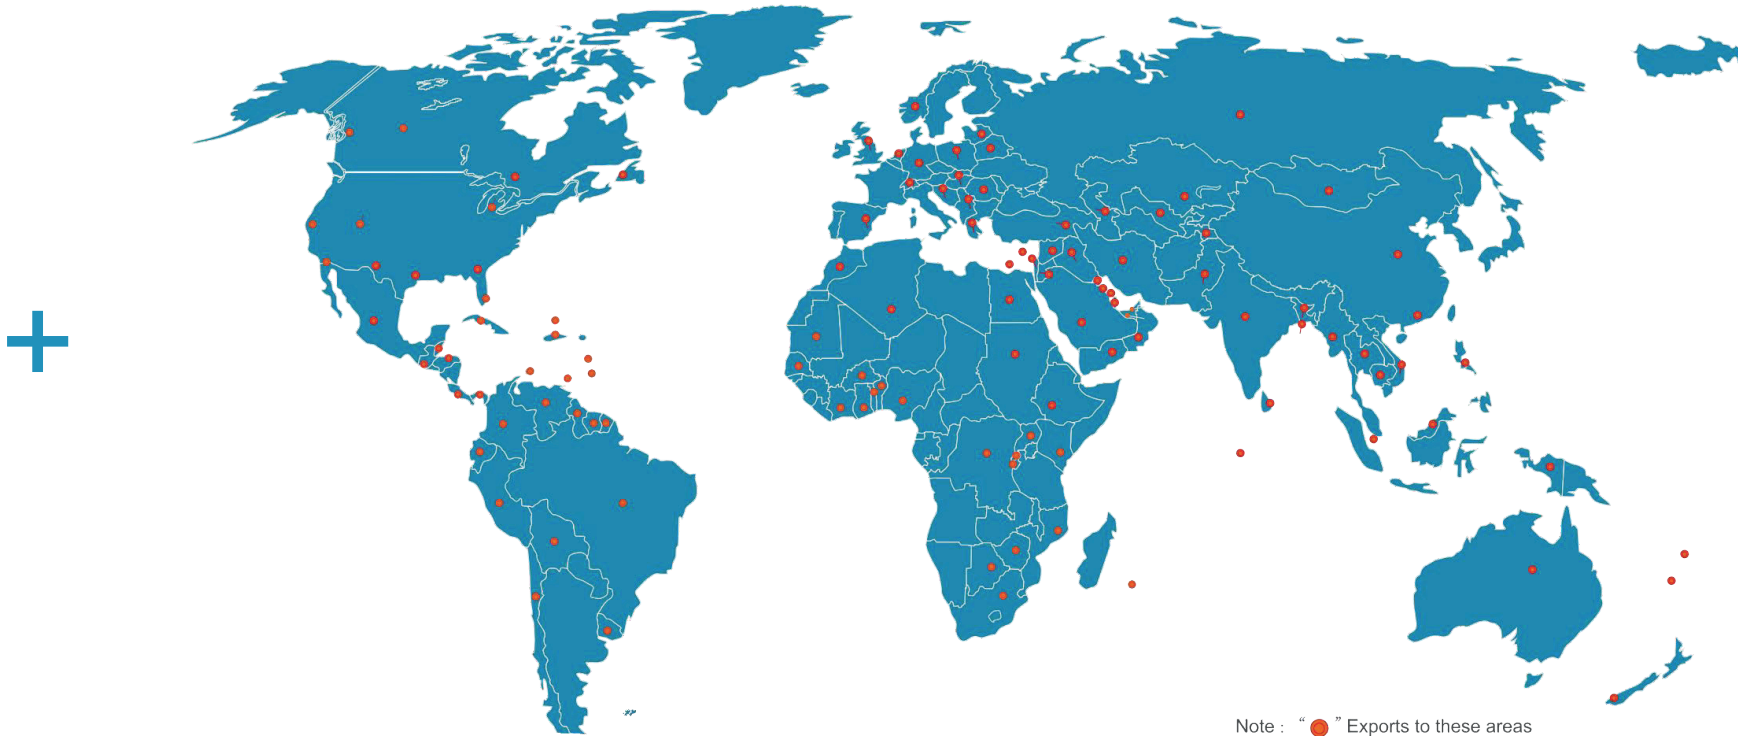 Note : “ ” Exports to these areas